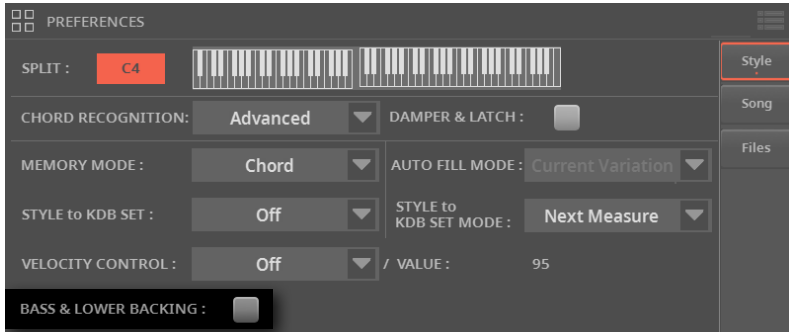 PREFERENCES
SPLIT : C4
Style
Song
Files
CHORD RECOGNITION: Advanced DAMPER & LATCH :
MEMORY MODE : Chord AUTO FILL MODE : Current Variation
STYLE to KDB SET : Off STYLE to
KDB SET MODE : Next Measure
VELOCITY CONTROL : Off / VALUE : 95
BASS & LOWER BACKING :